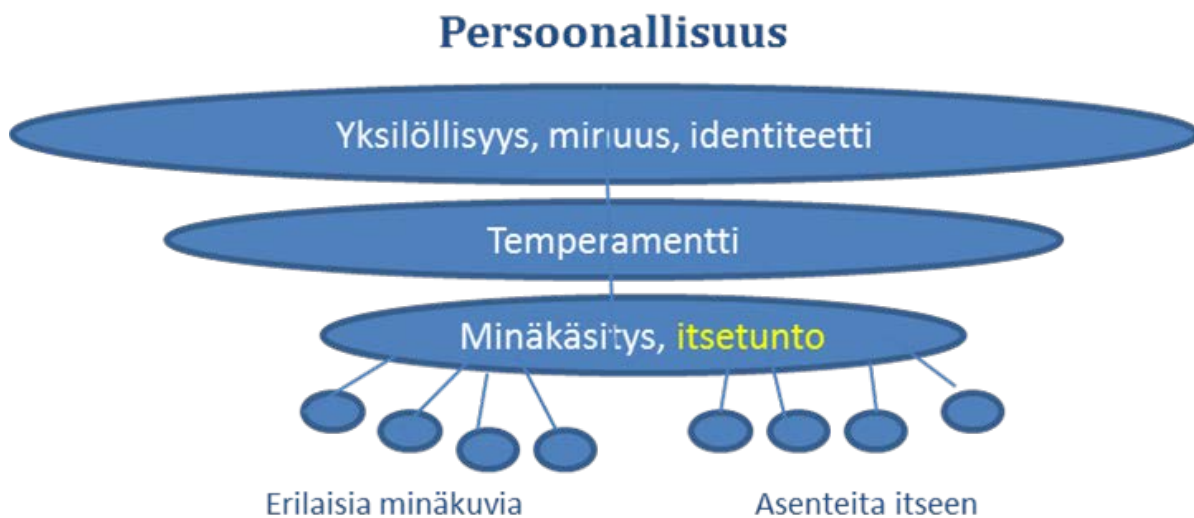 Persoonallisuus
Yksilöllisyys, minuus, identiteetti
Temperamentti
Minäkäsitys, itsetunto
Erilaisia minäkuvia
Asenteita itseen